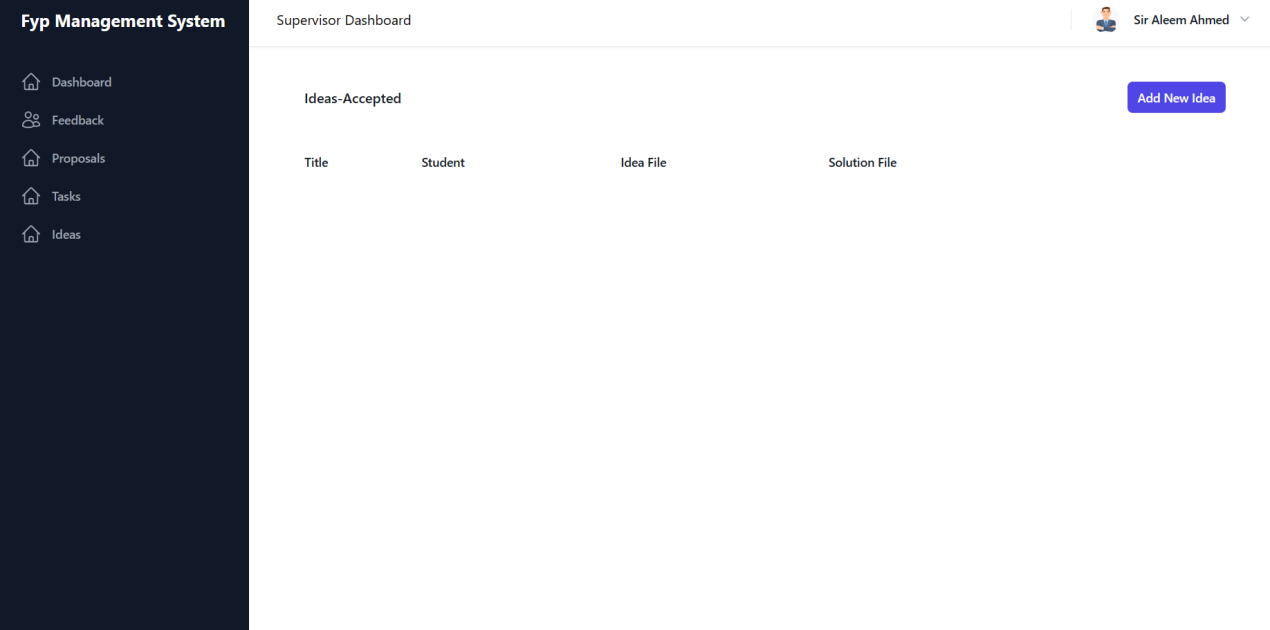 Fyp Management System
Supervisor Dashboard
Sir Aleem Ahmed
Dashboard
Feedback
Proposals
Tasks
Ideas
Ideas-Accepted
Add New Idea
Title Student Idea File Solution File